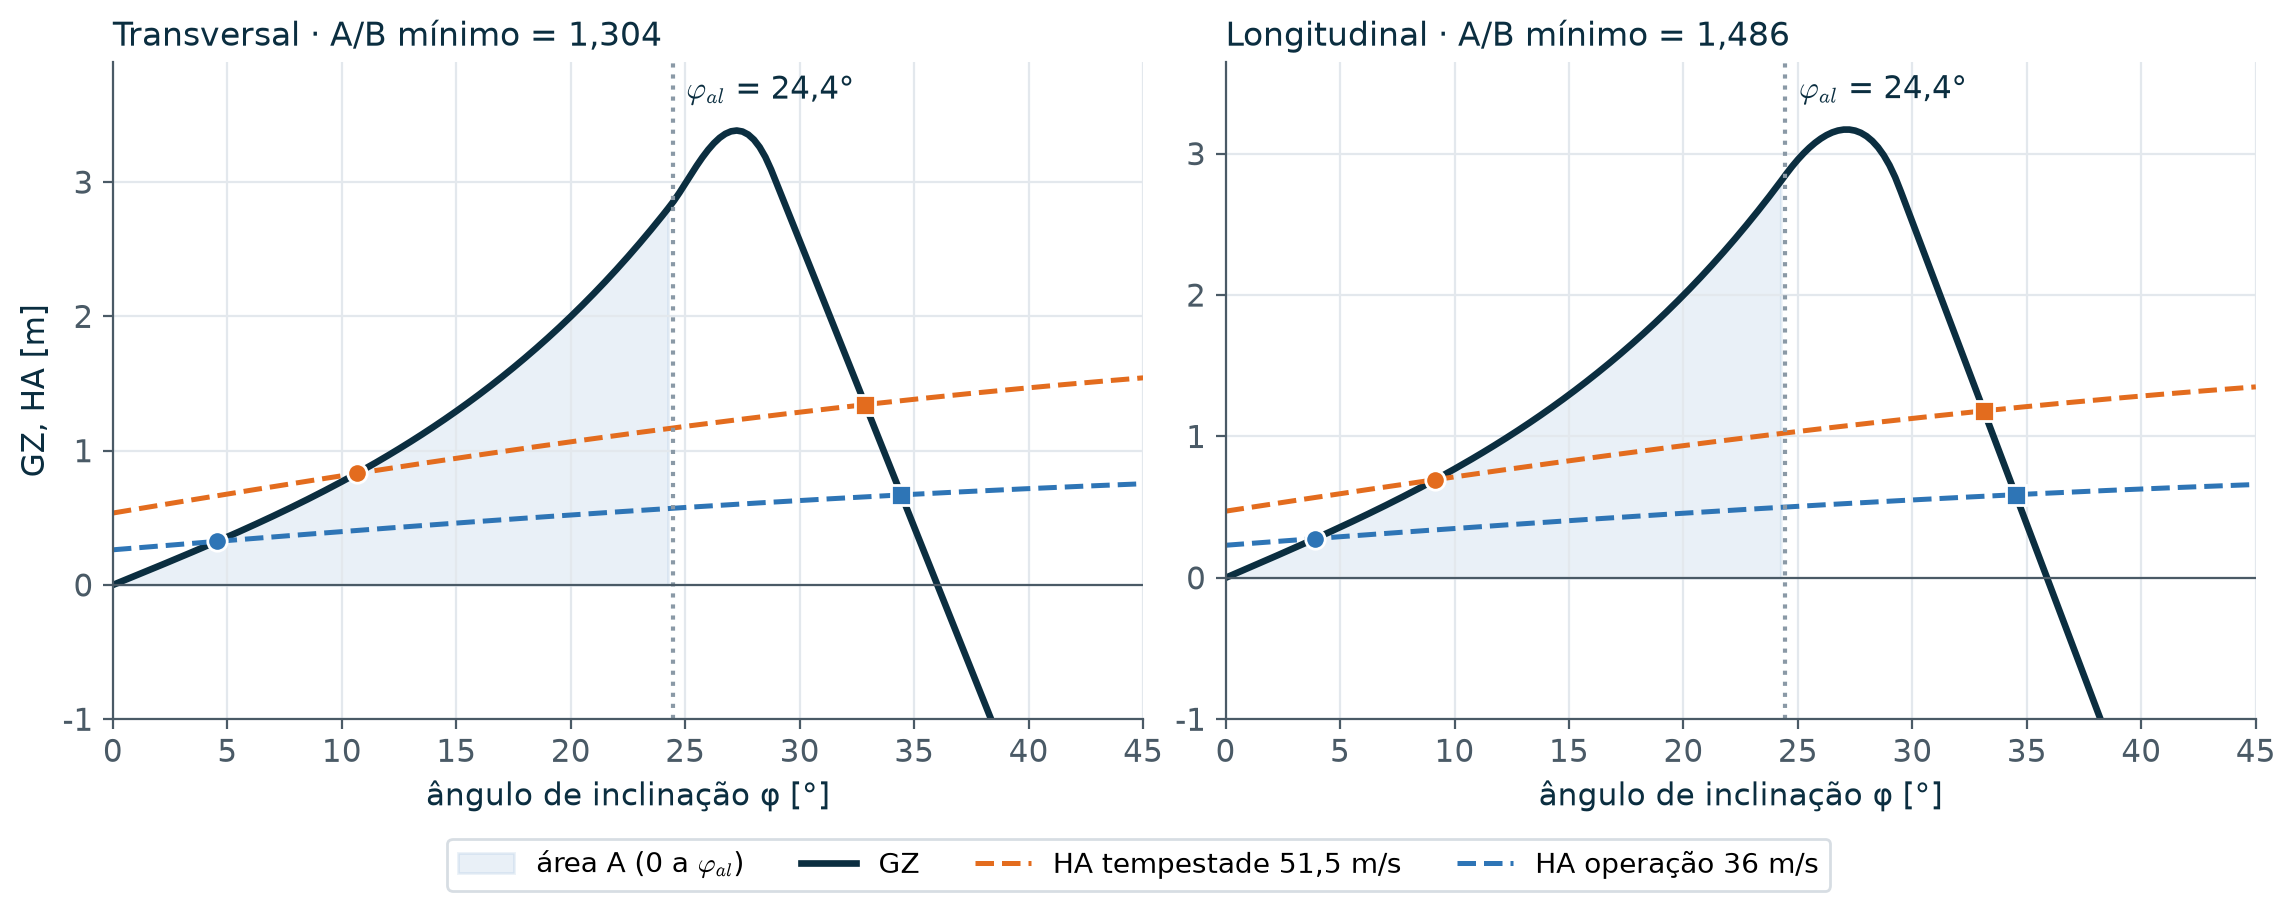 Transversal · A/B mínimo = 1,304
φal = 24,4°
GZ, HA [m]
3
2
1
0
-1
0 5 10 15 20 25 30 35 40 45
ângulo de inclinação φ [°]
Longitudinal · A/B mínimo = 1,486
φal = 24,4°
3
2
1
0
-1
0 5 10 15 20 25 30 35 40 45
ângulo de inclinação φ [°]
área A (0 a φal) GZ HA tempestade 51,5 m/s HA operação 36 m/s